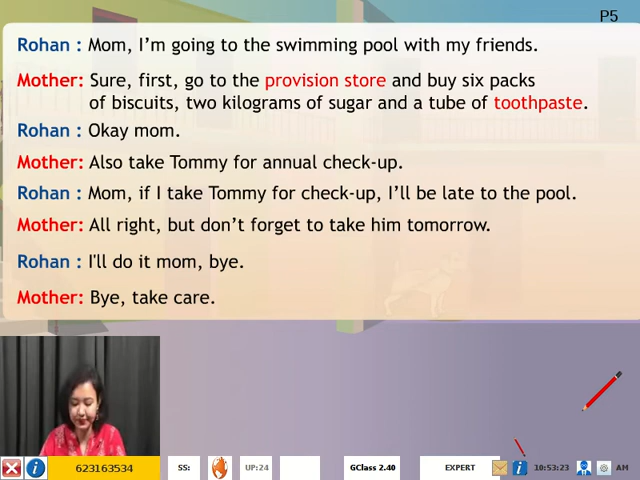 P5
Rohan : Mom, I’m going to the swimming pool with my friends.
Mother: Sure, first, go to the provision store and buy six packs
of biscuits, two kilograms of sugar and a tube of toothpaste.
Rohan : Okay mom.
Mother: Also take Tommy for annual check-up.
Rohan : Mom, if I take Tommy for check-up, I’ll be late to the pool.
Mother: All right, but don’t forget to take him tomorrow.
Rohan : I'll do it mom, bye.
Mother: Bye, take care.
623163534 SS: UP:24 GClass 2.40 EXPERT 10:53:23 AM